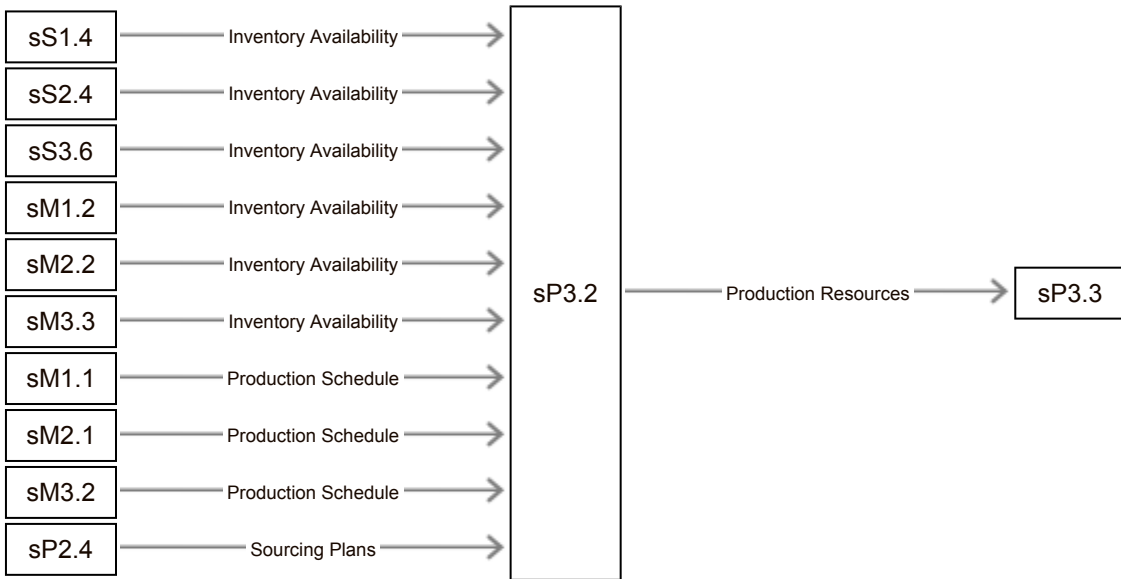 sS1.4 Inventory Availability
sS2.4 Inventory Availability
sS3.6 Inventory Availability
sM1.2 Inventory Availability
sM2.2 Inventory Availability
sM3.3 Inventory Availability
sM1.1 Production Schedule
sM2.1 Production Schedule
sM3.2 Production Schedule
sP2.4 Sourcing Plans
sP3.2
Production Resources
sP3.3